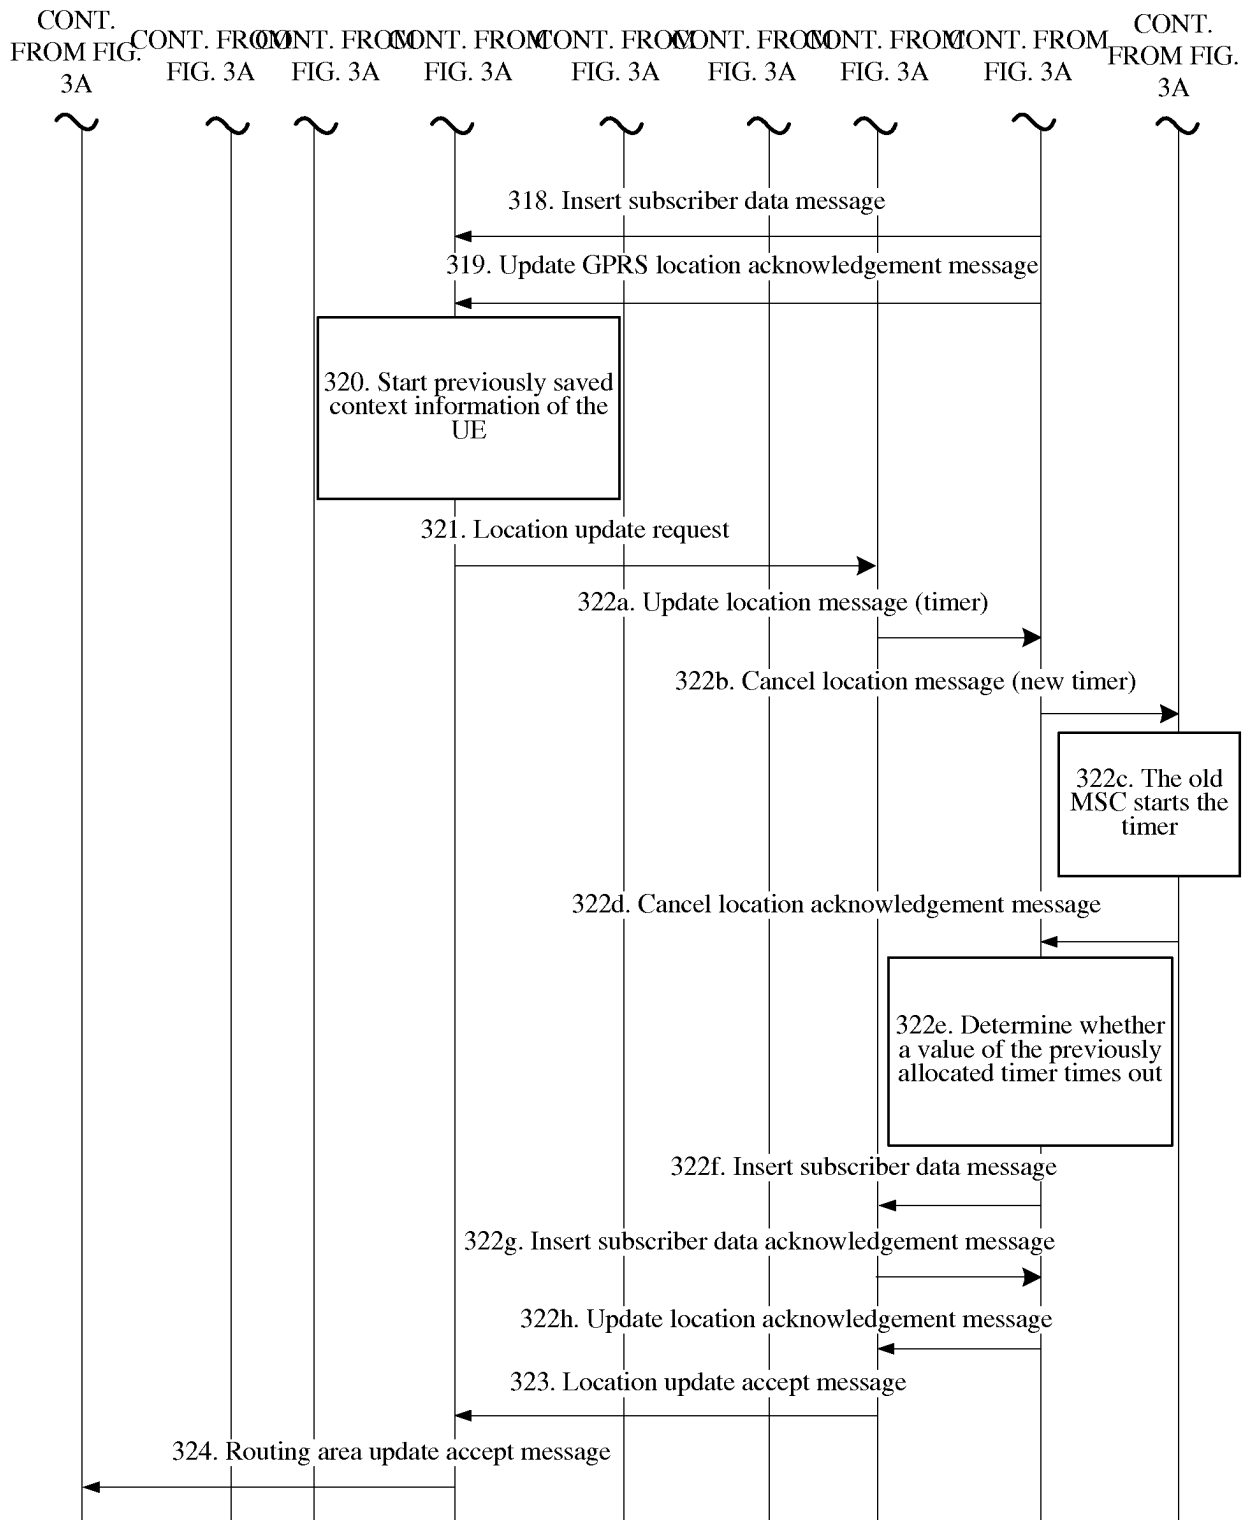 CONT.
FROM FIG.
3A
CONT. FROM
FIG. 3A
CONT. FROM
FIG. 3A
CONT. FROM
FIG. 3A
CONT. FROM
FIG. 3A
CONT. FROM
FIG. 3A
CONT. FROM
FIG. 3A
CONT. FROM
FIG. 3A
CONT.
FROM FIG.
3A
318. Insert subscriber data message
319. Update GPRS location acknowledgement message
320. Start previously saved
context information of the
UE
321. Location update request
322a. Update location message (timer)
322b. Cancel location message (new timer)
322c. The old
MSC starts the
timer
322d. Cancel location acknowledgement message
322e. Determine whether
a value of the previously
allocated timer times out
322f. Insert subscriber data message
322g. Insert subscriber data acknowledgement message
322h. Update location acknowledgement message
323. Location update accept message
324. Routing area update accept message